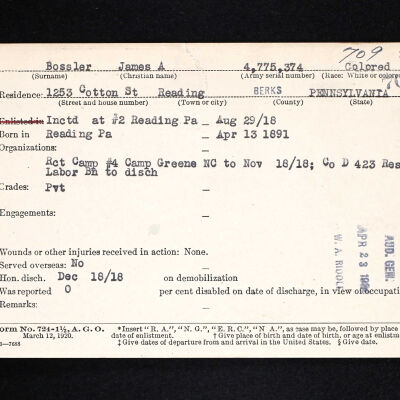 709
Bossler James A 4,775,374 Colored
(Surname) (Christian name) (Army serial number) (Race: White or colored
Residence: 1253 Cotton St Reading BERKS PENNSYLVANIA
(Street and house number) (Town or city) (County) (State)
Enlisted in Inctd at #2 Reading Pa — Aug 29/18
Born in Reading Pa — Apr 13 1891
Organizations:
Rct Camp #4 Camp Greene NC to Nov 18/18; Co D 423 Res
Labor Bn to disch
Grades: Pvt —
Engagements:
—
Wounds or other injuries received in action: None.
Served overseas: No
Hon. disch. Dec 18/18 on demobilization
Was reported 0 per cent disabled on date of discharge, in view of occupati
Remarks: —
orm No. 724-1½, A. G. O.
March 12, 1920.
3—7688
*Insert "R. A.", "N. G.", "E. R. C.", "N A.", as case may be, followed by place
date of enlistment. † Give place of birth and date of birth, or age at enlistm
‡ Give dates of departure from and arrival in the United States. § Give date.
AUD. GEN.
APR 23
W. A.